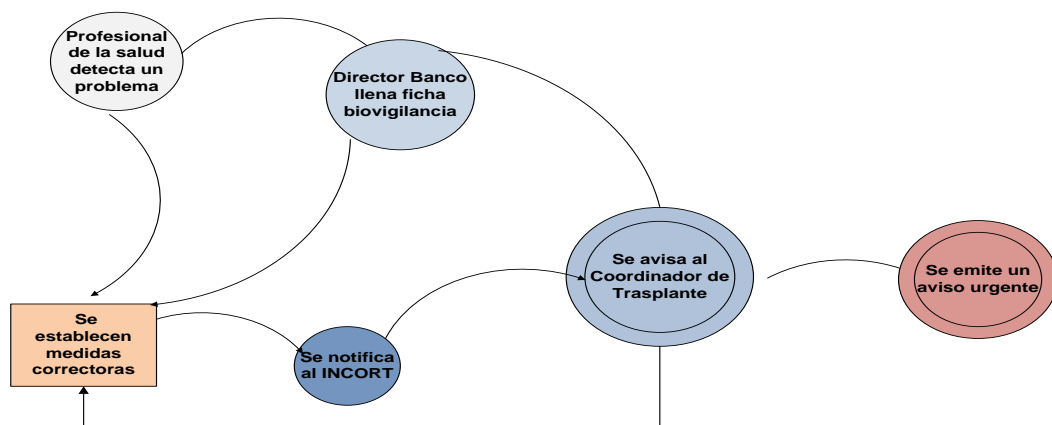 Profesional
de la salud
detecta un
problema
Director Banco
llena ficha
biovigilancia
Se avisa al
Coordinador de
Trasplante
Se emite un
aviso urgente
Se
establecen
medidas
correctoras
Se notifica
al INCORT